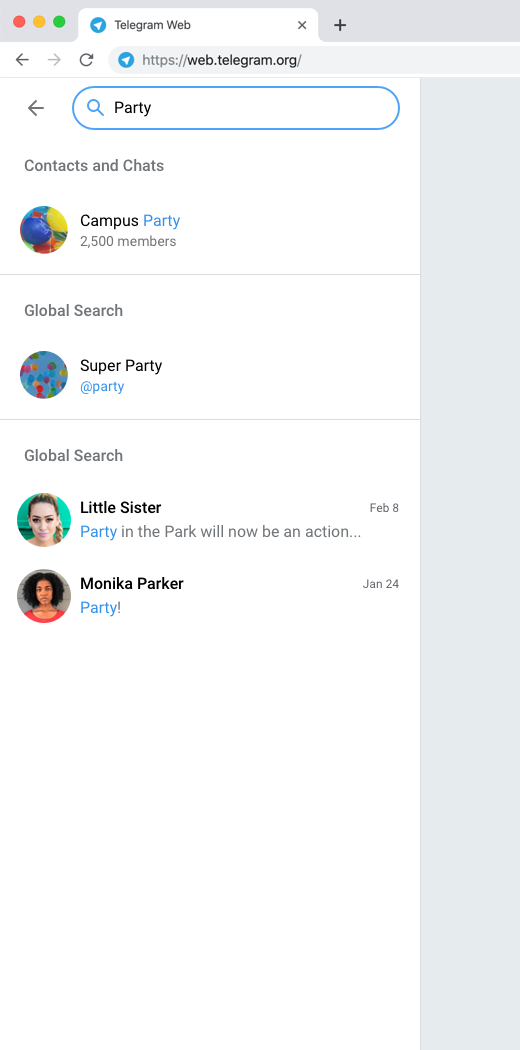 Telegram Web
https://web.telegram.org/
Party
Contacts and Chats
Campus Party
2,500 members
Global Search
Super Party
@party
Global Search
Little Sister
Feb 8
Party in the Park will now be an action...
Monika Parker
Jan 24
Party!